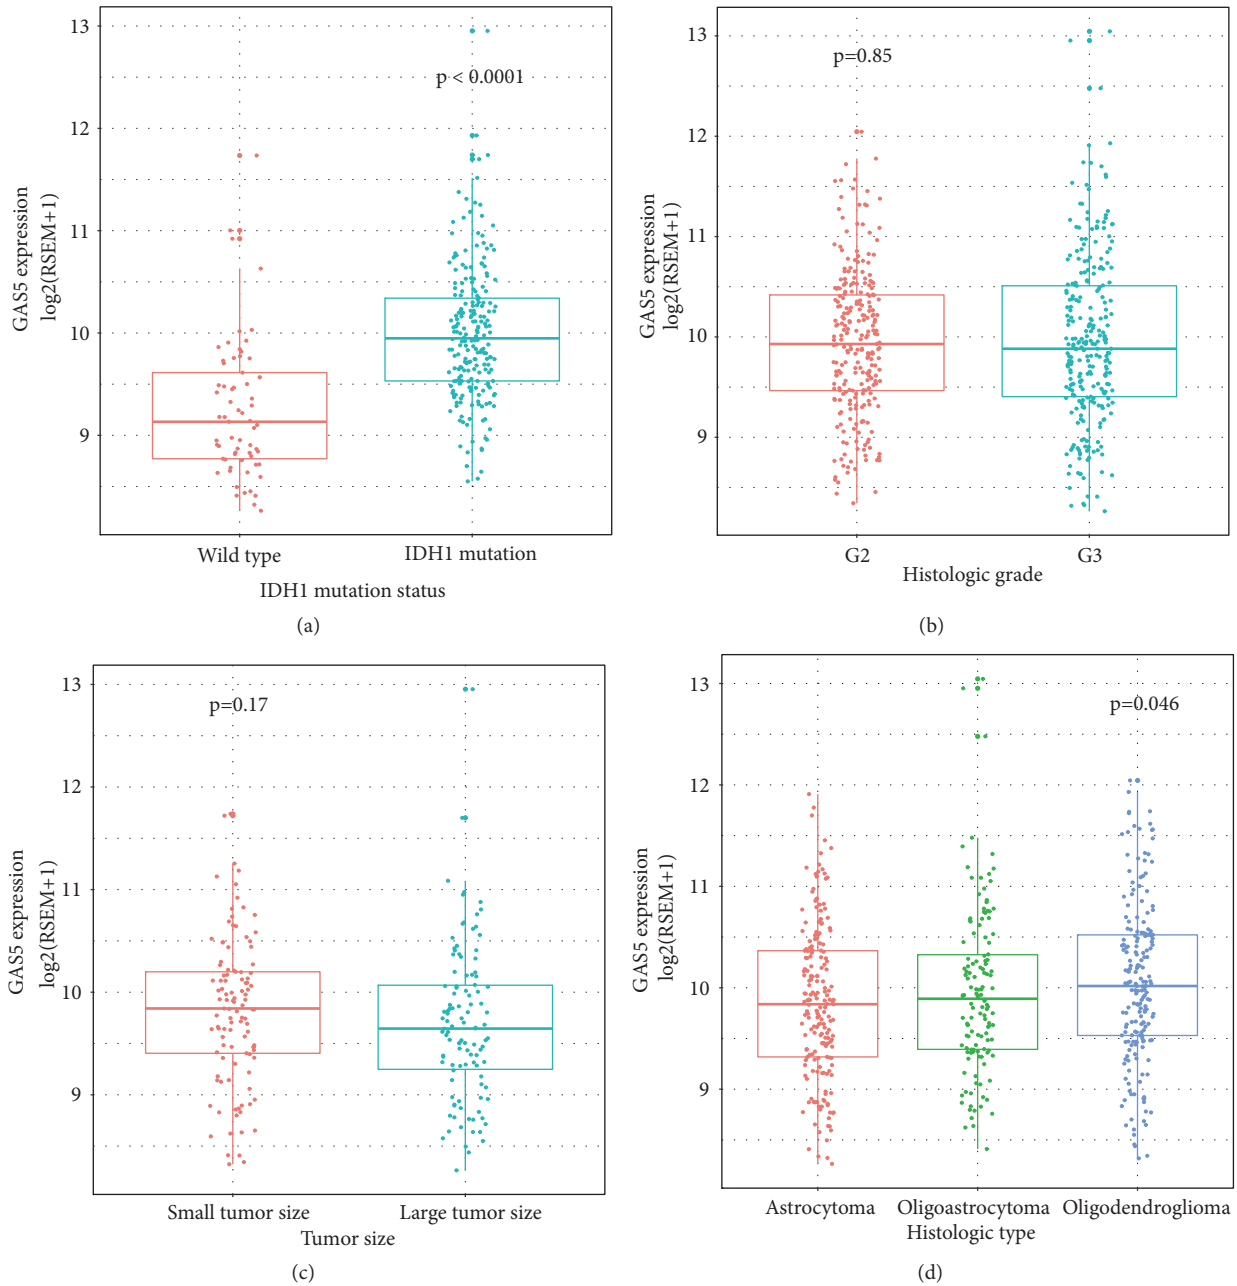 13
12
11
10
9
GAS5 expression
log2(RSEM+1)
p < 0.0001
Wild type
IDH1 mutation
IDH1 mutation status
(a)
13
12
11
10
9
GAS5 expression
log2(RSEM+1)
p=0.85
G2
G3
Histologic grade
(b)
13
12
11
10
9
GAS5 expression
log2(RSEM+1)
p=0.17
Small tumor size
Large tumor size
Tumor size
(c)
13
12
11
10
9
GAS5 expression
log2(RSEM+1)
p=0.046
Astrocytoma
Oligoastrocytoma
Oligodendroglioma
Histologic type
(d)